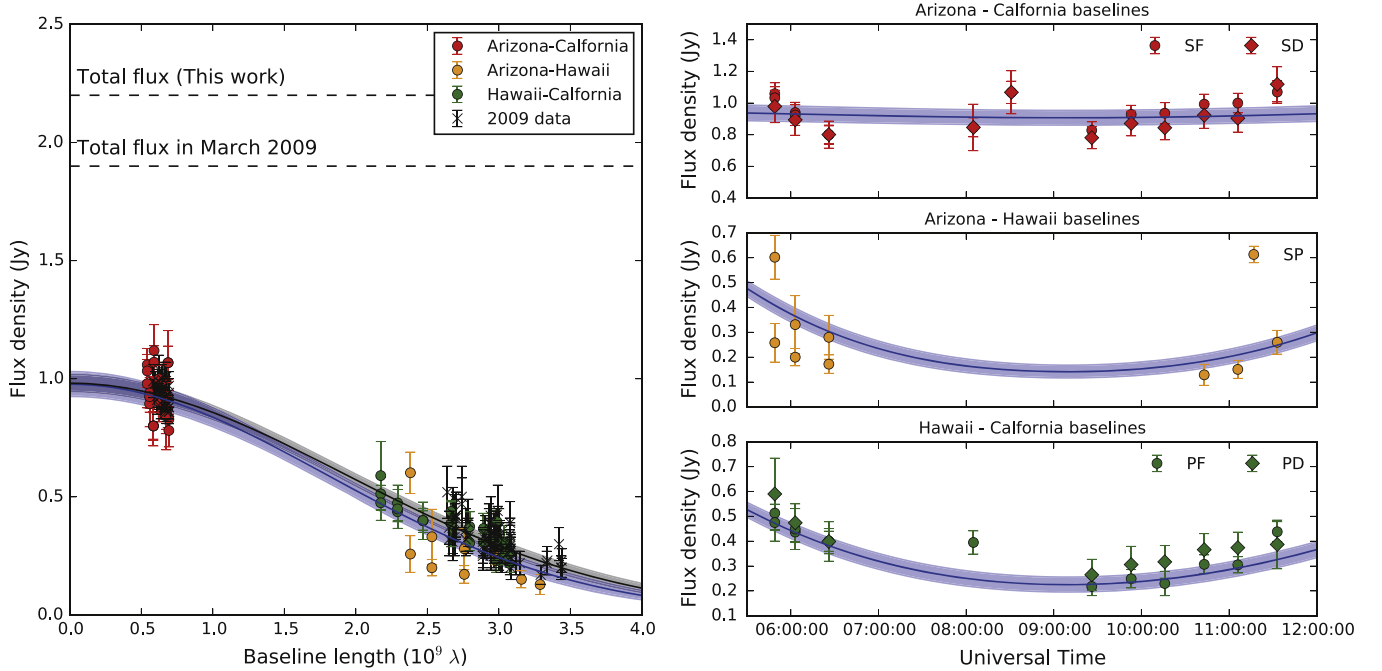 Total flux (This work)
Total flux in March 2009
Arizona-Calfornia
Arizona-Hawaii
Hawaii-Calfornia
2009 data
Flux density (Jy)
2.5
2.0
1.5
1.0
0.5
0.0
0.0 0.5 1.0 1.5 2.0 2.5 3.0 3.5 4.0
Baseline length (10⁹ λ)
Arizona - Calfornia baselines
SF SD
Flux density (Jy)
1.4
1.2
1.0
0.8
0.6
0.4
Arizona - Hawaii baselines
SP
Flux density (Jy)
0.7
0.6
0.5
0.4
0.3
0.2
0.1
0.0
Hawaii - Calfornia baselines
PF PD
Flux density (Jy)
0.8
0.7
0.6
0.5
0.4
0.3
0.2
0.1
06:00:00 07:00:00 08:00:00 09:00:00 10:00:00 11:00:00 12:00:00
Universal Time